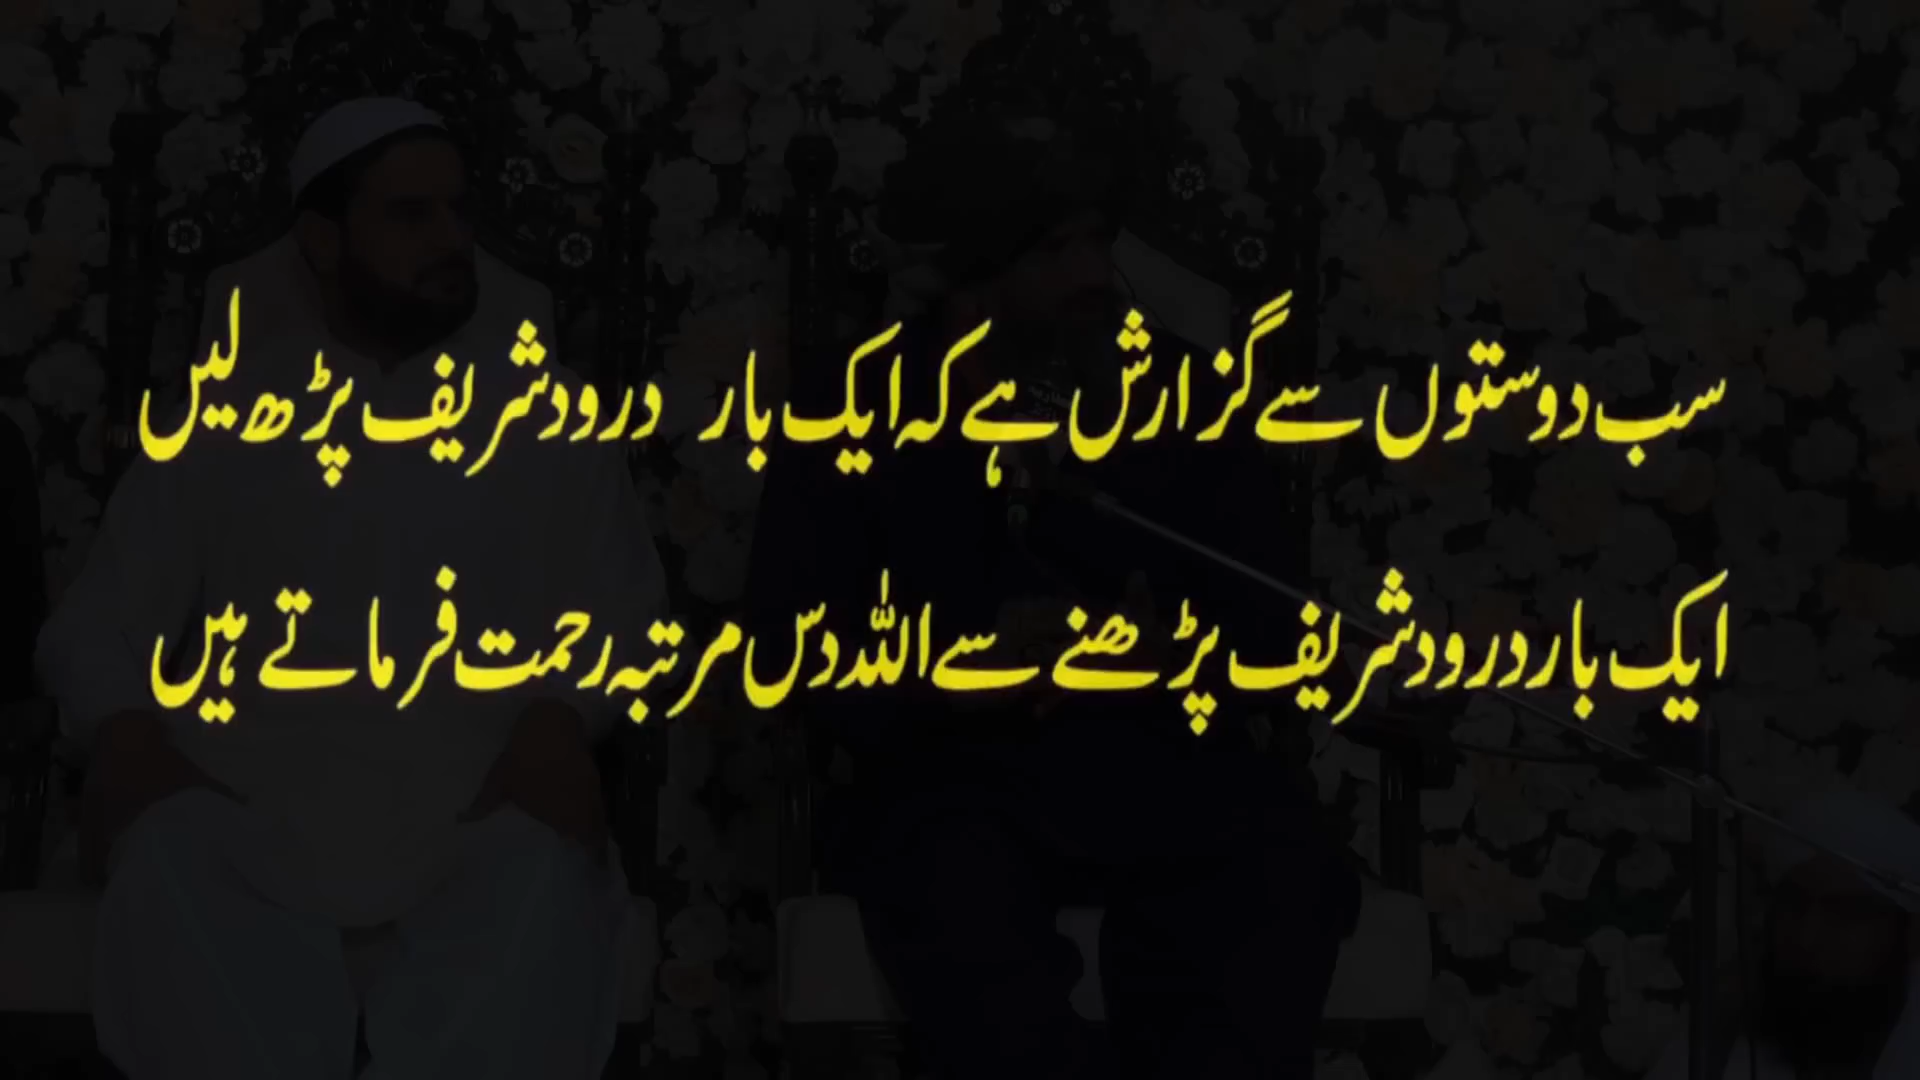 سب دوستوں سے گزارش ہے کہ ایک بار درود شریف پڑھ لیں
ایک بار درود شریف پڑھنے سے اللہ دس مرتبہ رحمت فرماتے ہیں